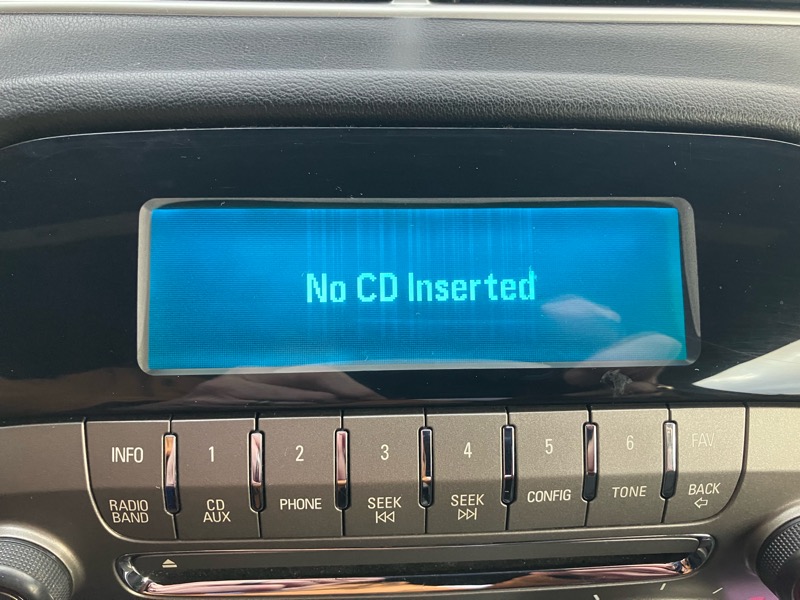 No CD Inserted
INFO 1 2 3 4 5 6 FAV
RADIO BAND CD AUX PHONE SEEK SEEK CONFIG TONE BACK